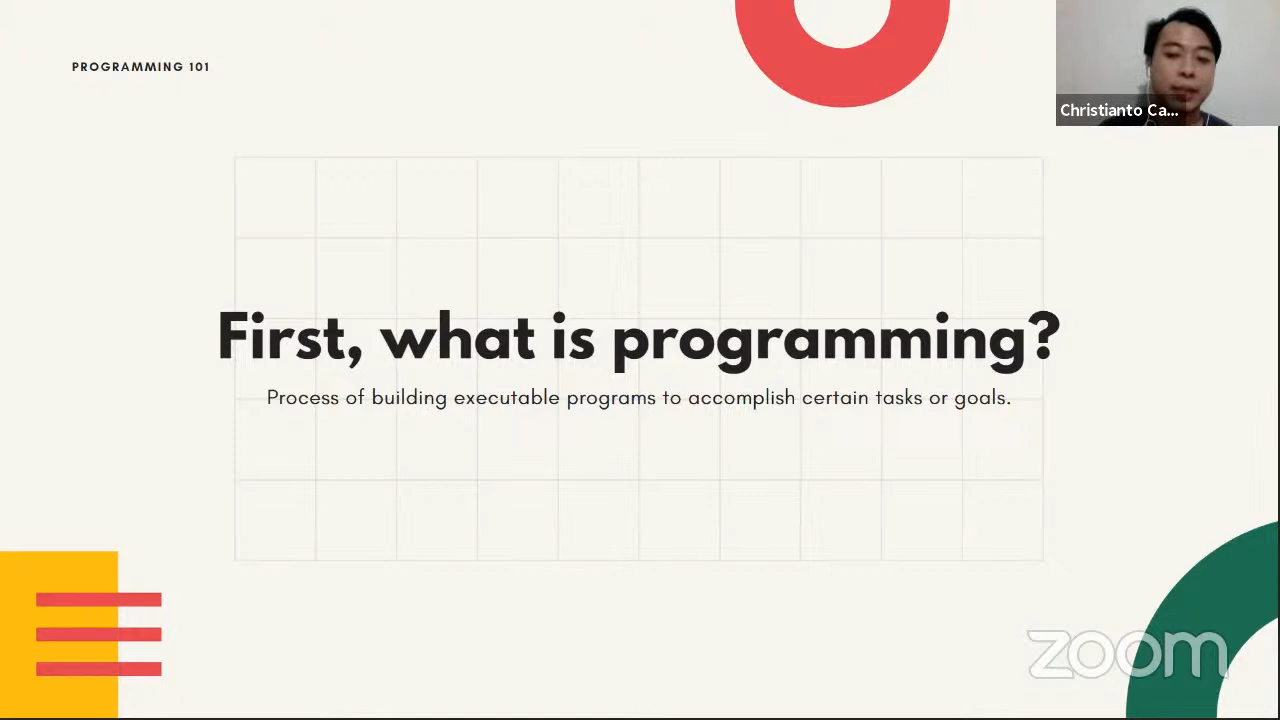 PROGRAMMING 101
Christianto Ca...
First, what is programming?
Process of building executable programs to accomplish certain tasks or goals.
zoom